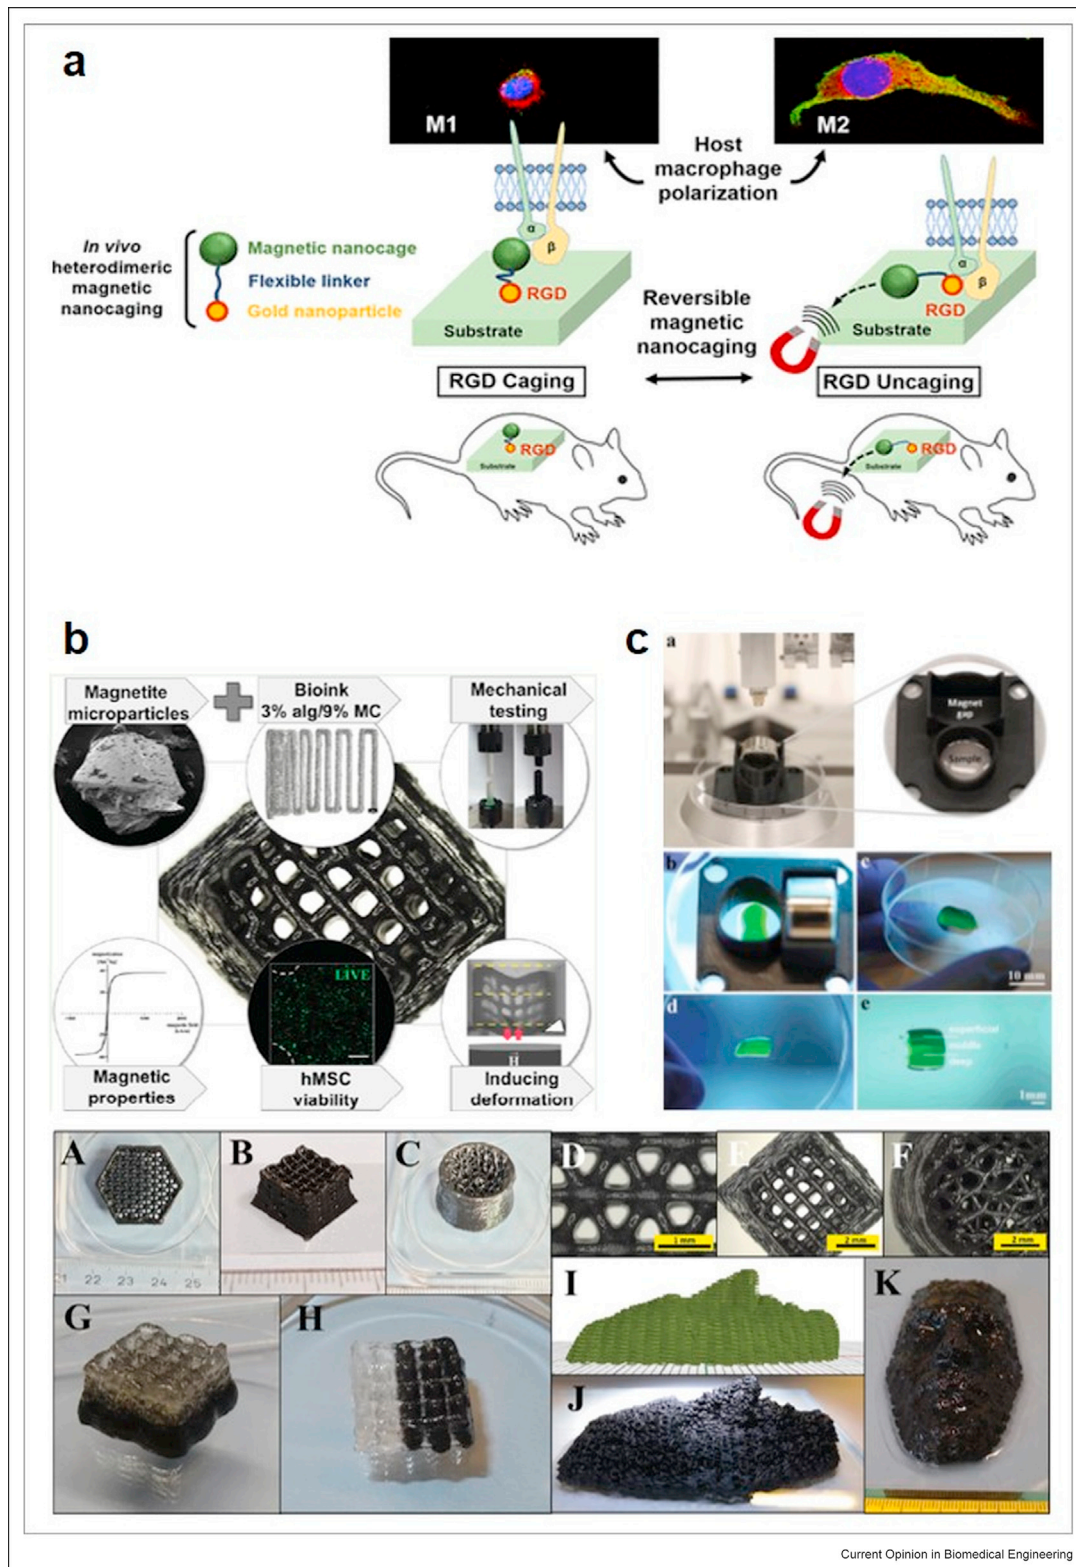 a
M1
M2
Host
macrophage
polarization
α
β
α
β
In vivo
heterodimeric
magnetic
nanocaging
Magnetic nanocage
Flexible linker
Gold nanoparticle
RGD
Substrate
RGD
Substrate
Reversible
magnetic
nanocaging
RGD Caging
RGD Uncaging
RGD
Substrate
RGD
Substrate
b
Magnetite
microparticles
Bioink
3% alg/9% MC
Mechanical
testing
LIVE
H
Magnetic
properties
hMSC
viability
Inducing
deformation
c
a
Magnet
gap
Sample
b
c
10 mm
d
e
superficial
middle
deep
1mm
A
21 22 23 24 25
B
C
D
1 mm
E
2 mm
F
2 mm
G
H
I
J
K
Current Opinion in Biomedical Engineering